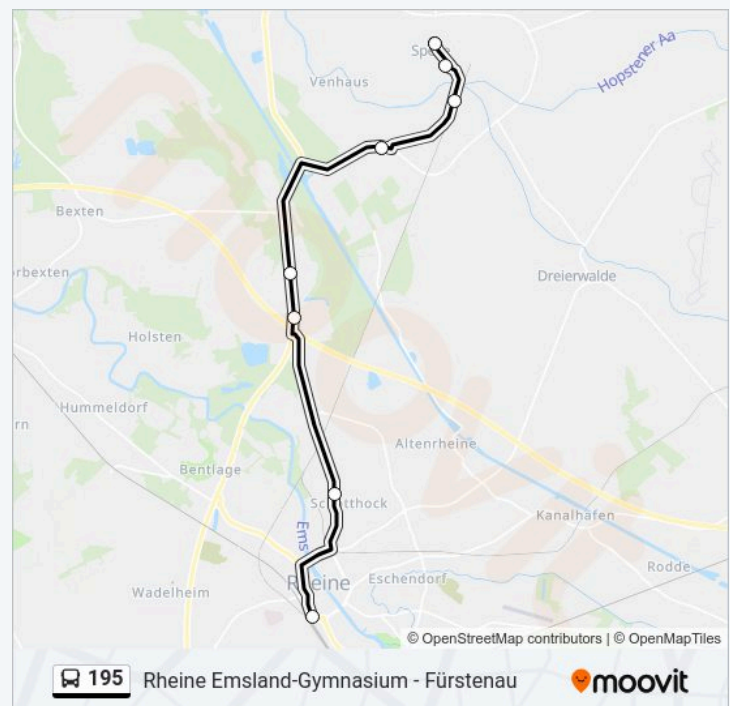 Spelle
Venhaus
Hopstener Aa
Bexten
rbexten
Dreierwalde
Holsten
Hummeldorf
rn
Altenrheine
Bentlage
Schotthock
Kanalhafen
Ems
Rheine
Eschendorf
Rodde
Wadelheim
© OpenStreetMap contributors | © OpenMapTiles
195 Rheine Emsland-Gymnasium - Fürstenau moovit